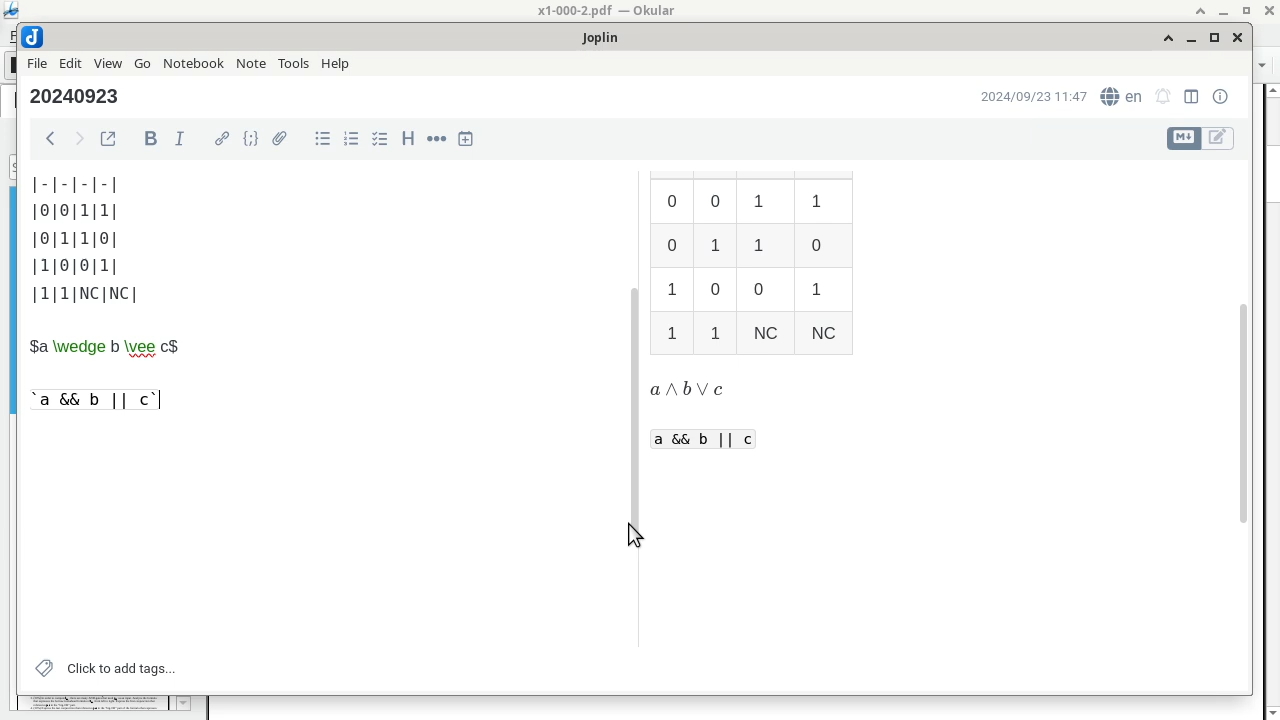 x1-000-2.pdf — Okular
Joplin
File Edit View Go Notebook Note Tools Help
20240923
2024/09/23 11:47 en
|-|-|-|-|
|0|0|1|1|
|0|1|1|0|
|1|0|0|1|
|1|1|NC|NC|
$a \wedge b \vee c$
`a && b || c`
0 0 1 1
0 1 1 0
1 0 0 1
1 1 NC NC
a ∧ b ∨ c
a && b || c
Click to add tags...